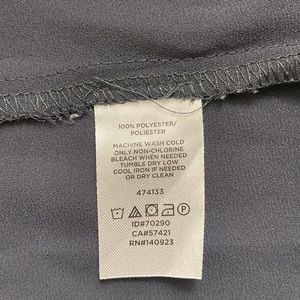 100% POLYESTER/
POLIESTER
MACHINE WASH COLD
ONLY NON-CHLORINE
BLEACH WHEN NEEDED
TUMBLE DRY LOW
COOL IRON IF NEEDED
OR DRY CLEAN
474133
ID#70290
CA#57421
RN#140923